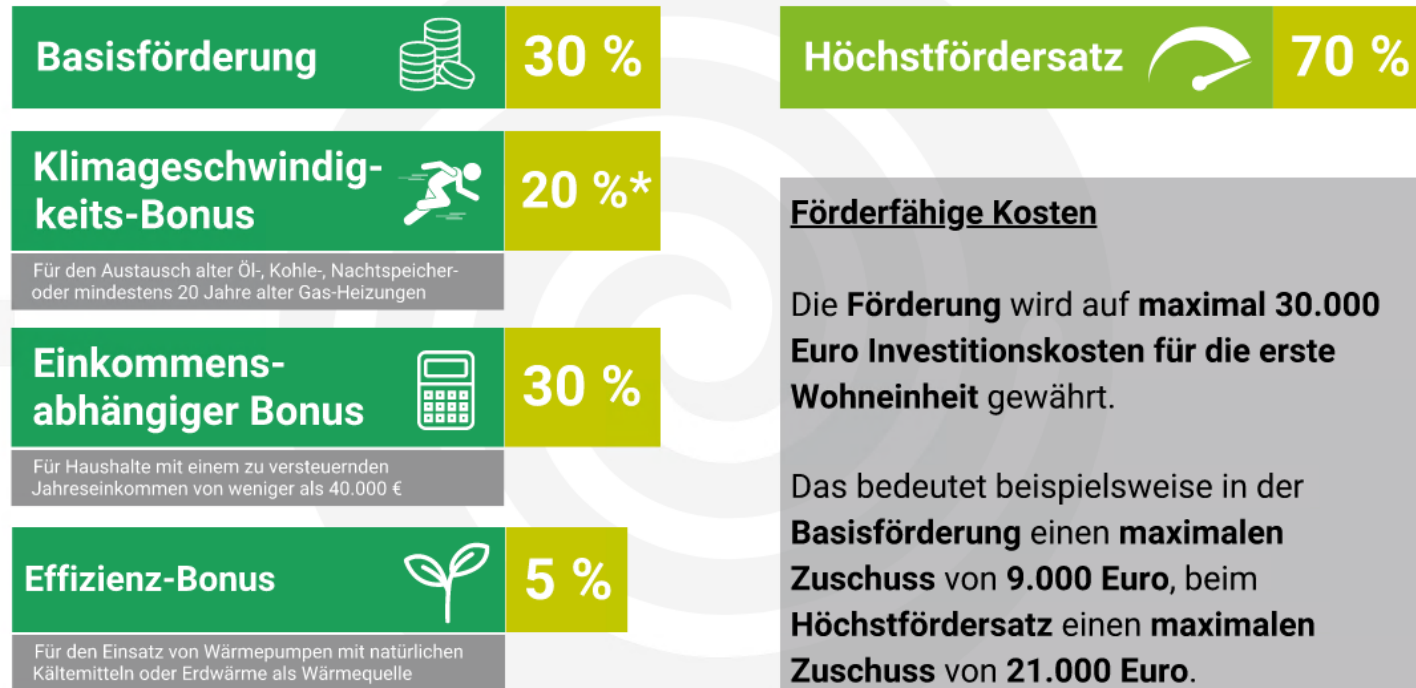 Basisförderung
30 %
Klimageschwindig-
keits-Bonus
20 %*
Für den Austausch alter Öl-, Kohle-, Nachtspeicher-
oder mindestens 20 Jahre alter Gas-Heizungen
Einkommens-
abhängiger Bonus
30 %
Für Haushalte mit einem zu versteuernden
Jahreseinkommen von weniger als 40.000 €
Effizienz-Bonus
5 %
Für den Einsatz von Wärmepumpen mit natürlichen
Kältemitteln oder Erdwärme als Wärmequelle
Höchstfördersatz
70 %
Förderfähige Kosten
Die Förderung wird auf maximal 30.000
Euro Investitionskosten für die erste
Wohneinheit gewährt.
Das bedeutet beispielsweise in der
Basisförderung einen maximalen
Zuschuss von 9.000 Euro, beim
Höchstfördersatz einen maximalen
Zuschuss von 21.000 Euro.